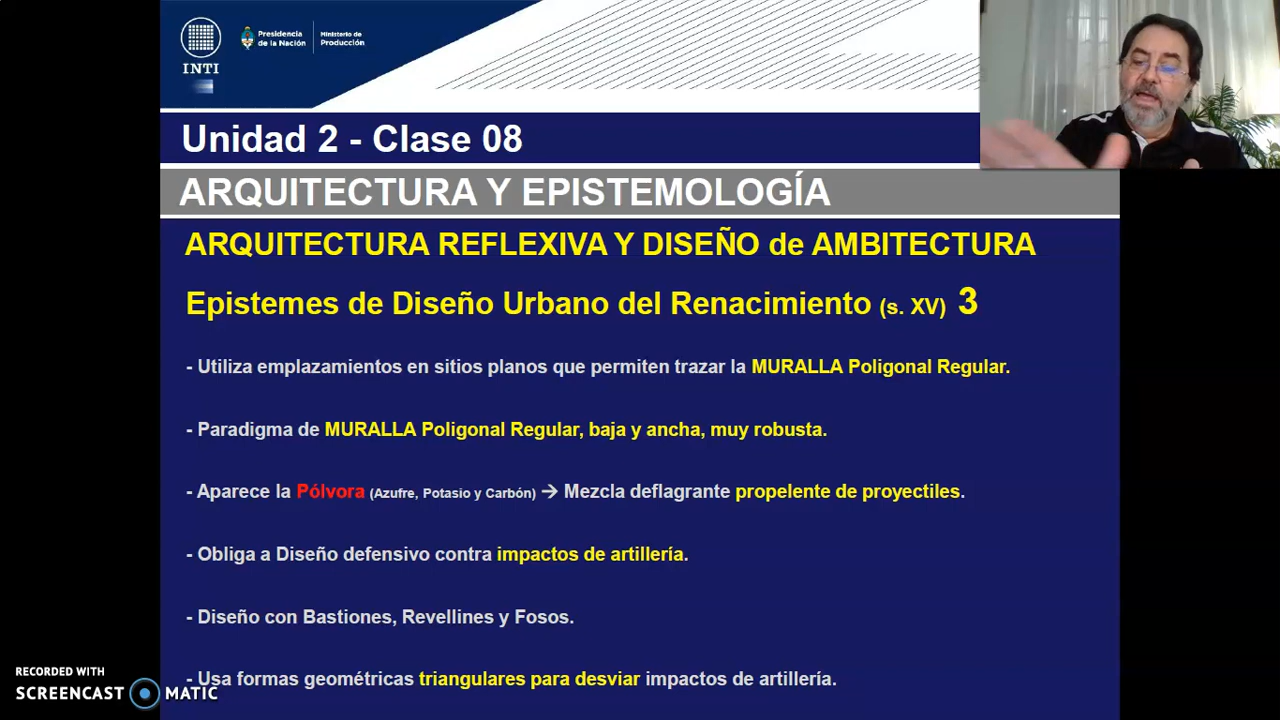 INTI
Presidencia
de la Nación
Ministerio de
Producción
Unidad 2 - Clase 08
ARQUITECTURA Y EPISTEMOLOGÍA
ARQUITECTURA REFLEXIVA Y DISEÑO de AMBITECTURA
Epistemes de Diseño Urbano del Renacimiento (s. XV) 3
- Utiliza emplazamientos en sitios planos que permiten trazar la MURALLA Poligonal Regular.
- Paradigma de MURALLA Poligonal Regular, baja y ancha, muy robusta.
- Aparece la Pólvora (Azufre, Potasio y Carbón) → Mezcla deflagrante propelente de proyectiles.
- Obliga a Diseño defensivo contra impactos de artillería.
- Diseño con Bastiones, Revellines y Fosos.
- Usa formas geométricas triangulares para desviar impactos de artillería.
RECORDED WITH
SCREENCAST MATIC